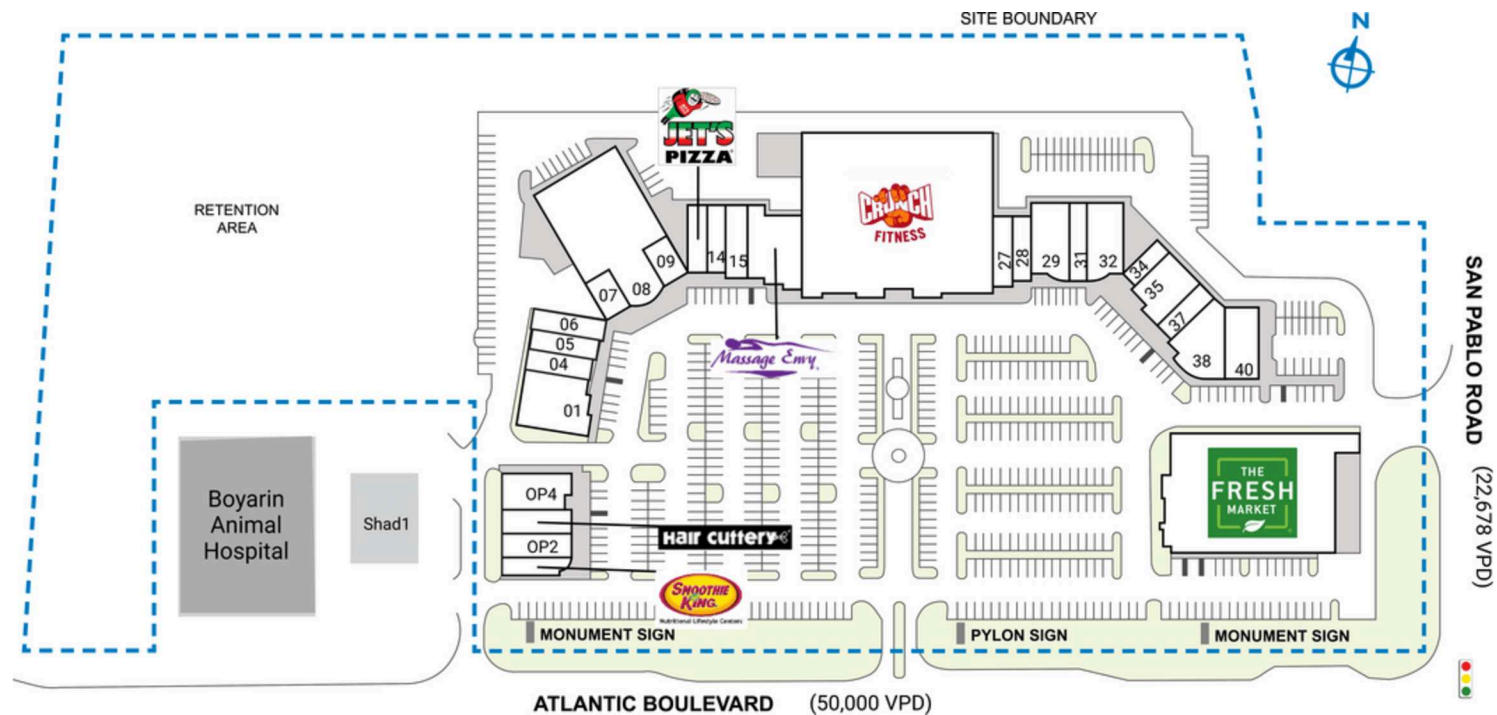 SITE BOUNDARY
N
JET'S
PIZZA
RETENTION
AREA
CRUNCH
FITNESS
09
14
15
27
28
29
31
32
34
35
37
38
40
07
08
06
05
04
01
Massage Envy
SAN PABLO ROAD
(22,678 VPD)
Boyarin
Animal
Hospital
Shad1
OP4
OP2
Hair Cuttery
SMOOTHIE
KING
Nutritional Lifestyle Centers
THE
FRESH
MARKET
MONUMENT SIGN
PYLON SIGN
MONUMENT SIGN
ATLANTIC BOULEVARD (50,000 VPD)